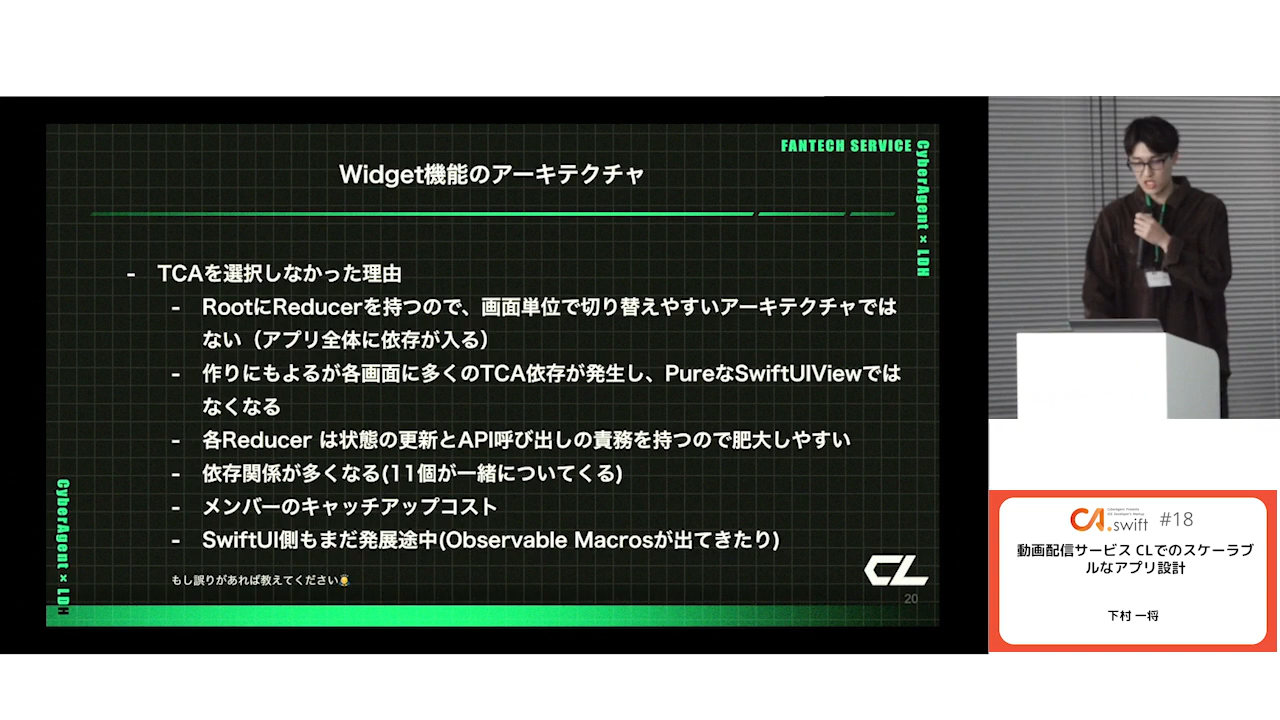 FANTECH SERVICE
CyberAgent × LDH
Widget機能のアーキテクチャ
- TCAを選択しなかった理由
- RootにReducerを持つので、画面単位で切り替えやすいアーキテクチャでは
ない（アプリ全体に依存が入る）
- 作りにもよるが各画面に多くのTCA依存が発生し、PureなSwiftUIViewでは
なくなる
- 各Reducer は状態の更新とAPI呼び出しの責務を持つので肥大しやすい
- 依存関係が多くなる(11個が一緒についてくる)
- メンバーのキャッチアップコスト
- SwiftUI側もまだ発展途中(Observable Macrosが出てきたり)
もし誤りがあれば教えてください
CyberAgent × LDH
CL
20
CA.swift #18
動画配信サービス CLでのスケーラブ
ルなアプリ設計
下村 一将